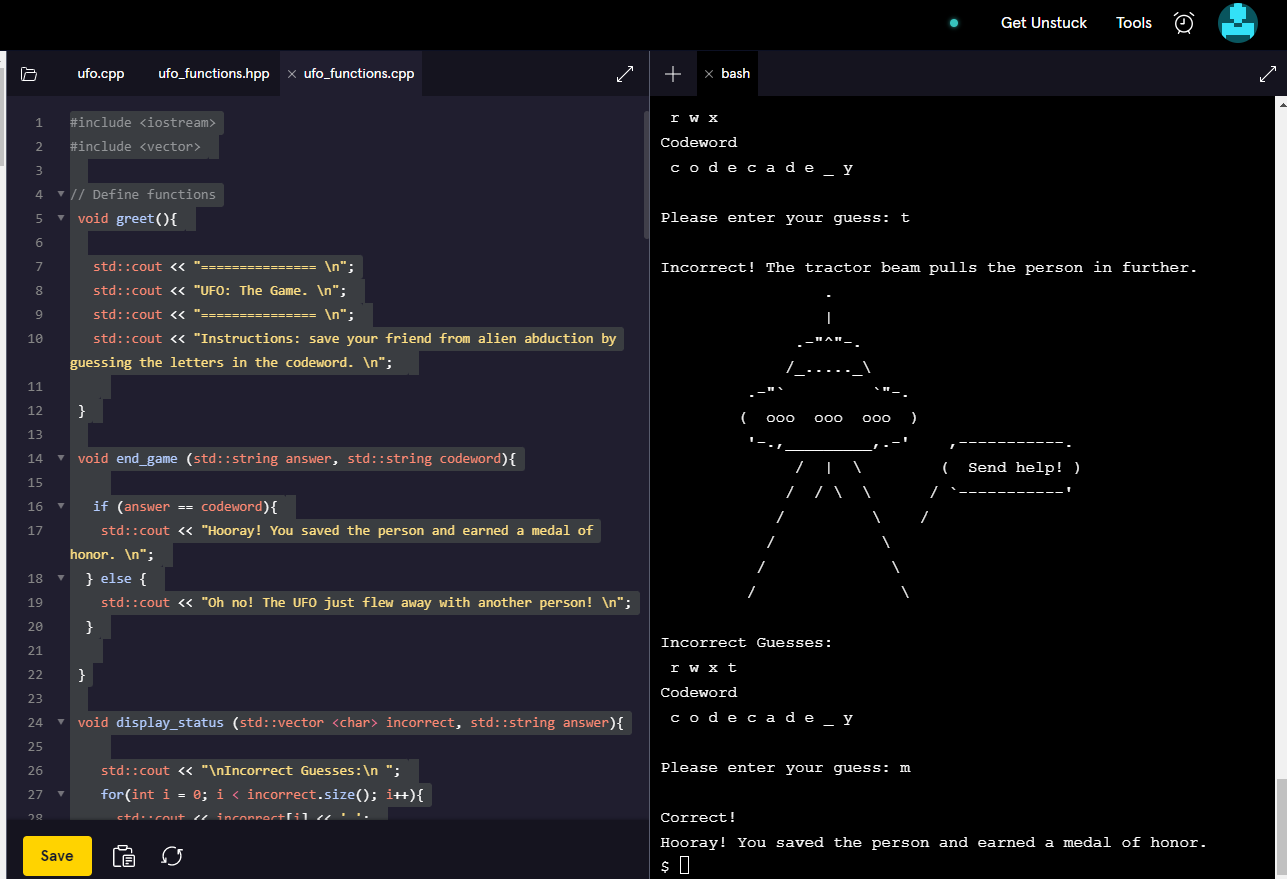 Get Unstuck Tools
ufo.cpp ufo_functions.hpp × ufo_functions.cpp
1 #include <iostream>
2 #include <vector>
3
4 // Define functions
5 void greet(){
6
7 std::cout << "=============== \n";
8 std::cout << "UFO: The Game. \n";
9 std::cout << "=============== \n";
10 std::cout << "Instructions: save your friend from alien abduction by
guessing the letters in the codeword. \n";
11
12 }
13
14 void end_game (std::string answer, std::string codeword){
15
16 if (answer == codeword){
17 std::cout << "Hooray! You saved the person and earned a medal of
honor. \n";
18 } else {
19 std::cout << "Oh no! The UFO just flew away with another person! \n";
20 }
21
22 }
23
24 void display_status (std::vector <char> incorrect, std::string answer){
25
26 std::cout << "\nIncorrect Guesses:\n ";
27 for(int i = 0; i < incorrect.size(); i++){
28 std::cout << incorrect[i] << ' ';
Save
+ × bash
r w x
Codeword
c o d e c a d e _ y
Please enter your guess: t
Incorrect! The tractor beam pulls the person in further.
                 .
                 |
              .-"^"-.
             /_....._\
         .-"`         `"-.
        (  ooo  ooo  ooo  )
         '-.,_________,.-'    ,-----------.
              /  |  \        (  Send help! )
             /  / \  \      / `-----------'
            /         \    /
           /           \
          /             \
         /               \
Incorrect Guesses:
r w x t
Codeword
c o d e c a d e _ y
Please enter your guess: m
Correct!
Hooray! You saved the person and earned a medal of honor.
$